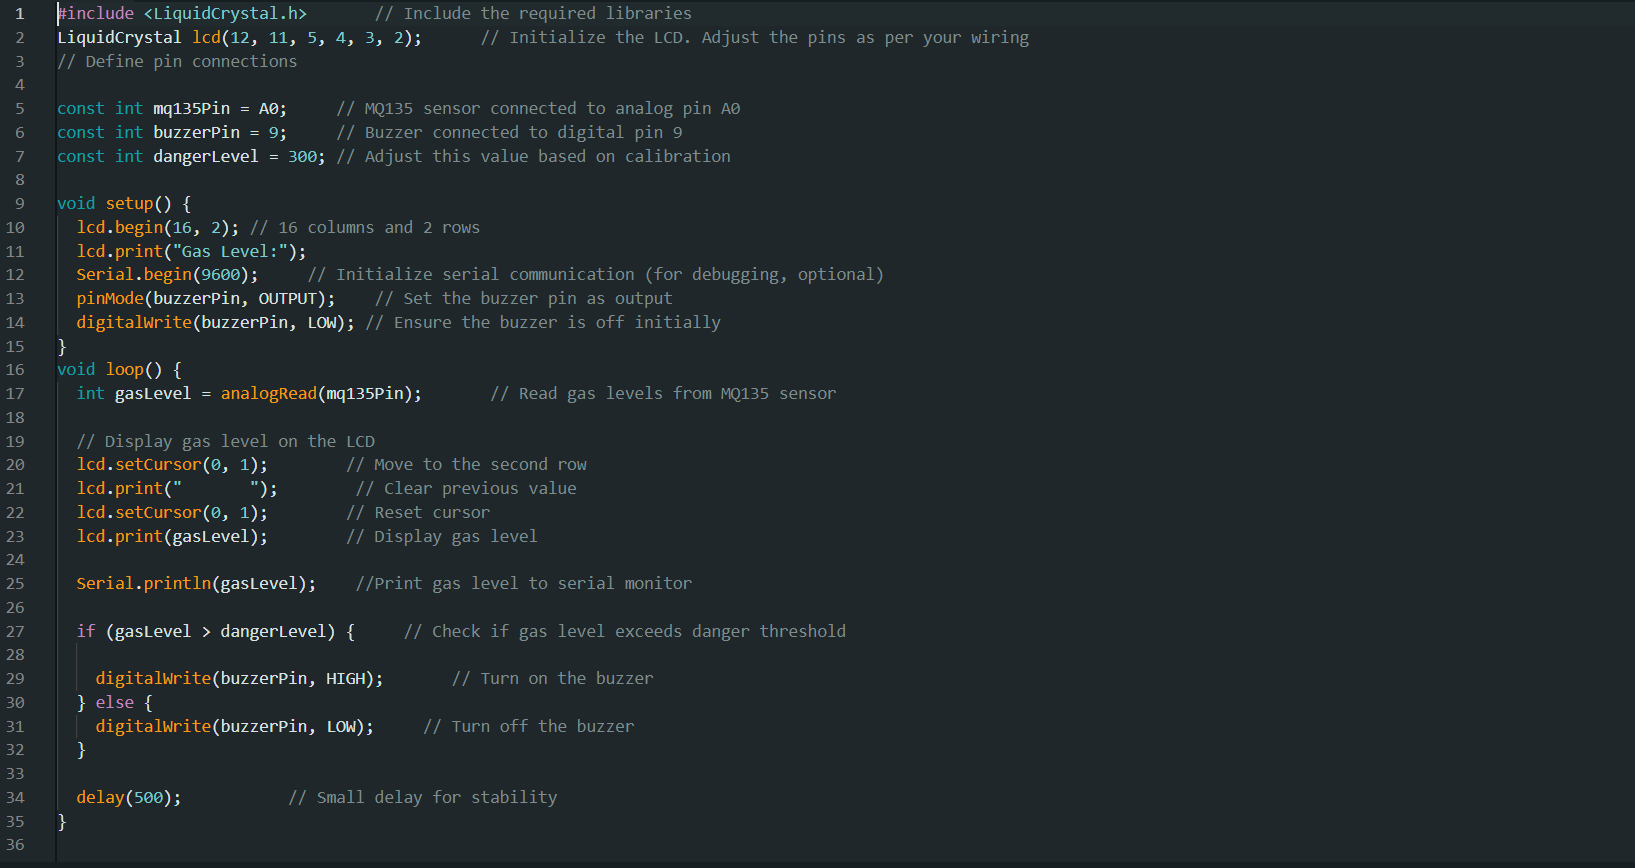 1 #include <LiquidCrystal.h>       // Include the required libraries
2 LiquidCrystal lcd(12, 11, 5, 4, 3, 2);      // Initialize the LCD. Adjust the pins as per your wiring
3 // Define pin connections
4
5 const int mq135Pin = A0;     // MQ135 sensor connected to analog pin A0
6 const int buzzerPin = 9;     // Buzzer connected to digital pin 9
7 const int dangerLevel = 300; // Adjust this value based on calibration
8
9 void setup() {
10   lcd.begin(16, 2); // 16 columns and 2 rows
11   lcd.print("Gas Level:");
12   Serial.begin(9600);     // Initialize serial communication (for debugging, optional)
13   pinMode(buzzerPin, OUTPUT);    // Set the buzzer pin as output
14   digitalWrite(buzzerPin, LOW); // Ensure the buzzer is off initially
15 }
16 void loop() {
17   int gasLevel = analogRead(mq135Pin);       // Read gas levels from MQ135 sensor
18
19   // Display gas level on the LCD
20   lcd.setCursor(0, 1);        // Move to the second row
21   lcd.print("       ");        // Clear previous value
22   lcd.setCursor(0, 1);        // Reset cursor
23   lcd.print(gasLevel);        // Display gas level
24
25   Serial.println(gasLevel);    //Print gas level to serial monitor
26
27   if (gasLevel > dangerLevel) {     // Check if gas level exceeds danger threshold
28
29     digitalWrite(buzzerPin, HIGH);       // Turn on the buzzer
30   } else {
31     digitalWrite(buzzerPin, LOW);     // Turn off the buzzer
32   }
33
34   delay(500);           // Small delay for stability
35 }
36